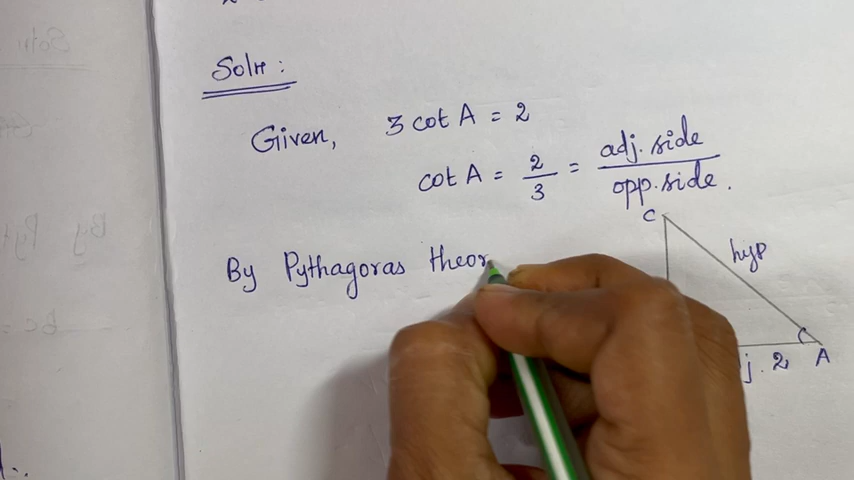 Soln :
Given, 3 cot A = 2
cot A = 2/3 = adj. side / opp. side.
C
hyp
By Pythagoras theor
j. 2 A